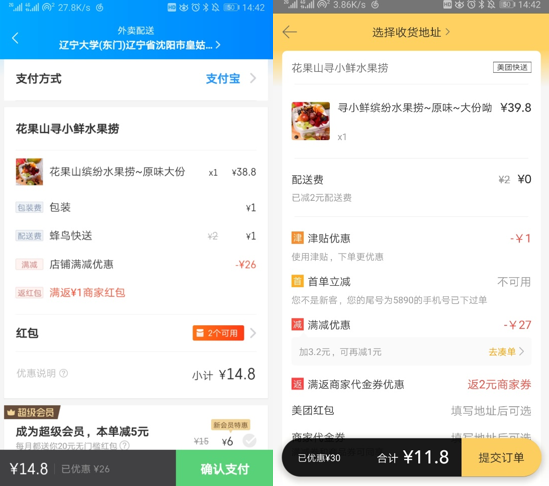 27.8K/s
14:42
外卖配送
辽宁大学(东门)辽宁省沈阳市皇姑...
支付方式
支付宝
花果山寻小鲜水果捞
花果山缤纷水果捞~原味大份
x1
¥38.8
包装费
包装
¥1
配送费
蜂鸟快送
¥2
¥1
满减
店铺满减优惠
-¥26
返红包
满返¥1商家红包
红包
2个可用
优惠说明
小计 ¥14.8
超级会员
成为超级会员，本单减5元
每月都送你20元无门槛红包
新会员特惠
¥15
¥6
¥14.8
已优惠 ¥26
确认支付
3.86K/s
14:42
选择收货地址
花果山寻小鲜水果捞
美团快送
寻小鲜缤纷水果捞~原味~大份呦
¥39.8
x1
配送费
¥2
¥0
已减2元配送费
津
津贴优惠
-¥1
使用津贴，下单更优惠
首
首单立减
不可用
您不是新客，您的尾号为5890的手机号已下过单
减
满减优惠
-¥27
加3.2元，可再减1元
去凑单
返
满返商家代金券优惠
返2元商家券
美团红包
填写地址后可选
商家代金券
填写地址后可选
已优惠¥30
合计 ¥11.8
提交订单